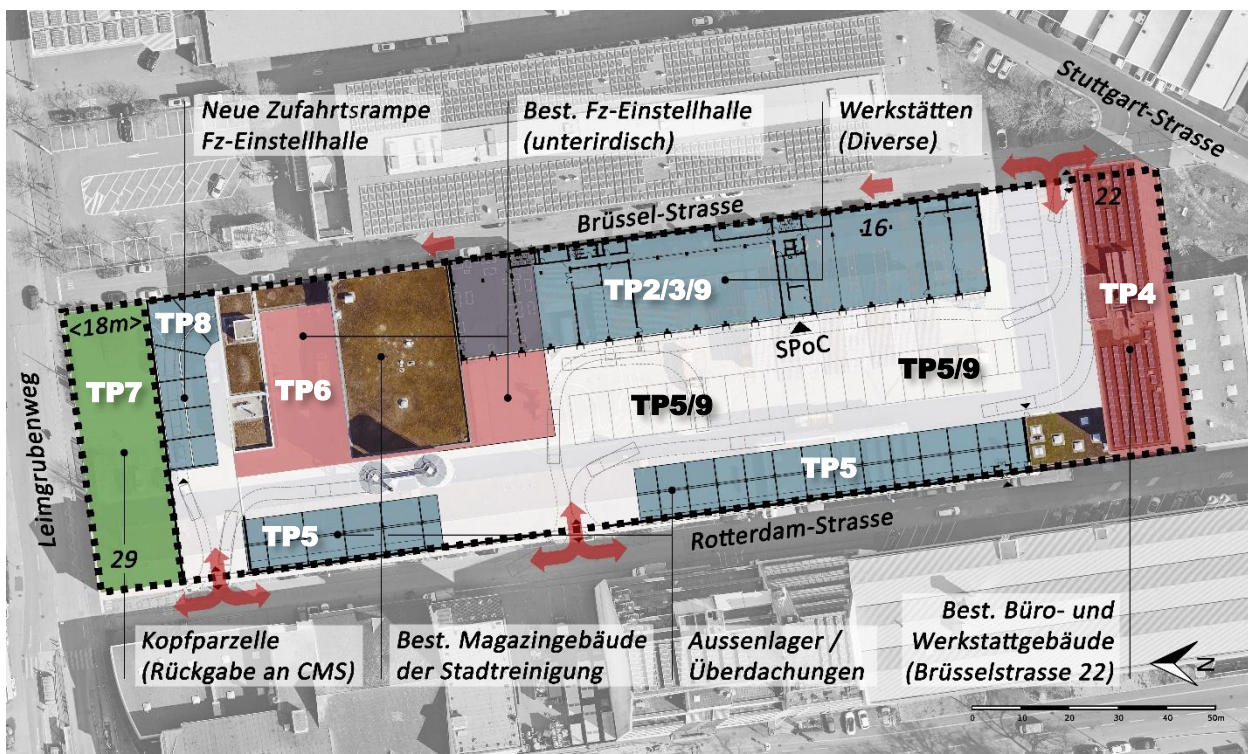 Neue Zufahrtsrampe
Fz-Einstellhalle
Best. Fz-Einstellhalle
(unterirdisch)
Werkstätten
(Diverse)
Stuttgart-Strasse
Brüssel-Strasse
22
16
<18m>
TP8
TP2/3/9
TP4
SPoC
Leimgrubenweg
TP7
TP6
TP5/9
TP5/9
TP5
TP5
Rotterdam-Strasse
29
Kopfparzelle
(Rückgabe an CMS)
Best. Magazingebäude
der Stadtreinigung
Aussenlager /
Überdachungen
Best. Büro- und
Werkstattgebäude
(Brüsselstrasse 22)
N
0 10 20 30 40 50m